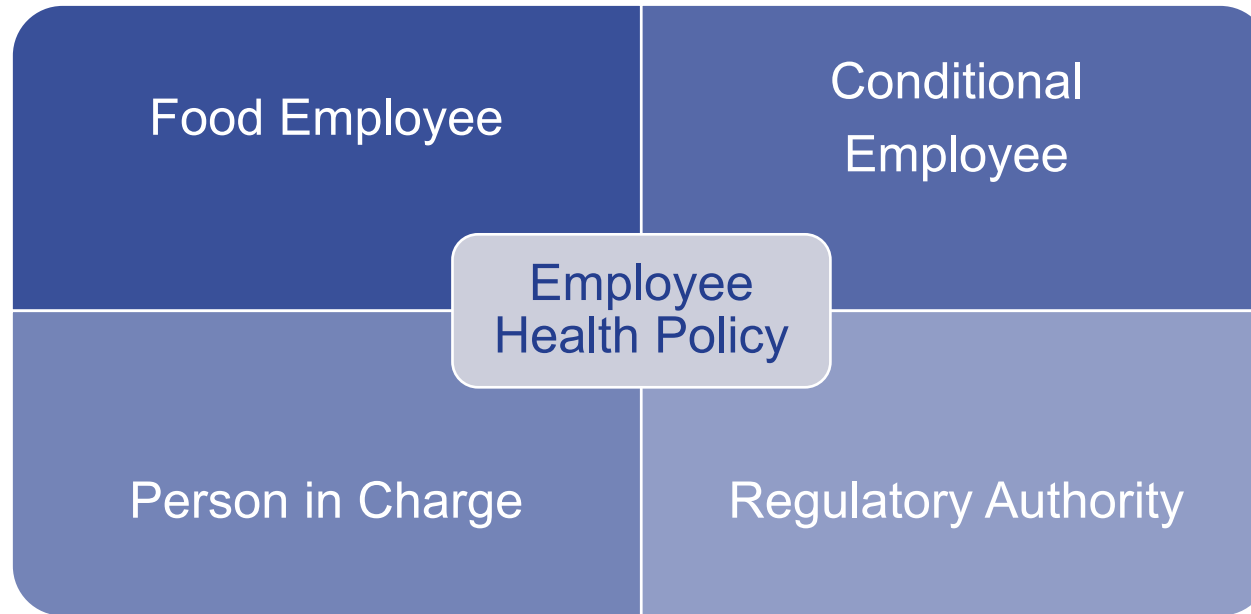 Food Employee
Conditional
Employee
Employee
Health Policy
Person in Charge
Regulatory Authority